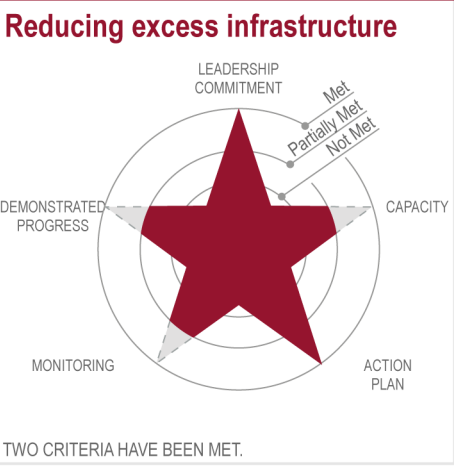 Reducing excess infrastructure
LEADERSHIP
COMMITMENT
Met
Partially Met
Not Met
DEMONSTRATED
PROGRESS
CAPACITY
MONITORING
ACTION
PLAN
TWO CRITERIA HAVE BEEN MET.